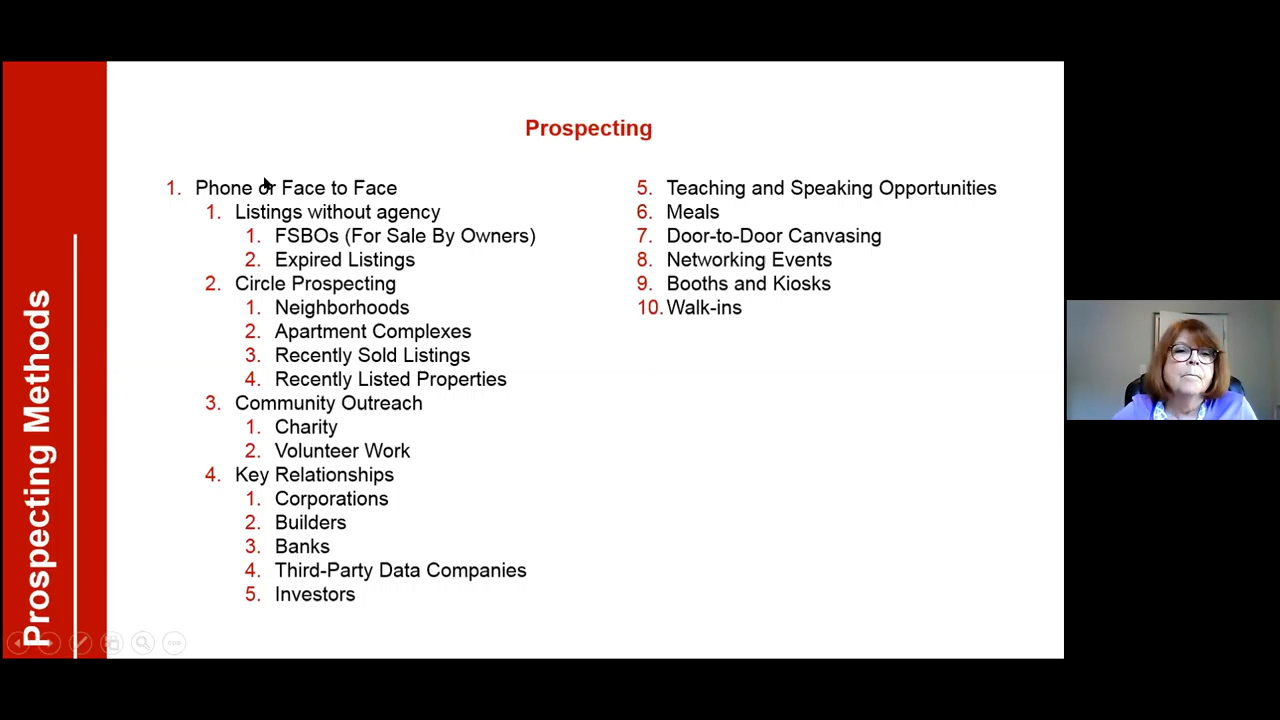 Prospecting Methods
Prospecting
1. Phone or Face to Face
1. Listings without agency
1. FSBOs (For Sale By Owners)
2. Expired Listings
2. Circle Prospecting
1. Neighborhoods
2. Apartment Complexes
3. Recently Sold Listings
4. Recently Listed Properties
3. Community Outreach
1. Charity
2. Volunteer Work
4. Key Relationships
1. Corporations
2. Builders
3. Banks
4. Third-Party Data Companies
5. Investors
5. Teaching and Speaking Opportunities
6. Meals
7. Door-to-Door Canvasing
8. Networking Events
9. Booths and Kiosks
10. Walk-ins